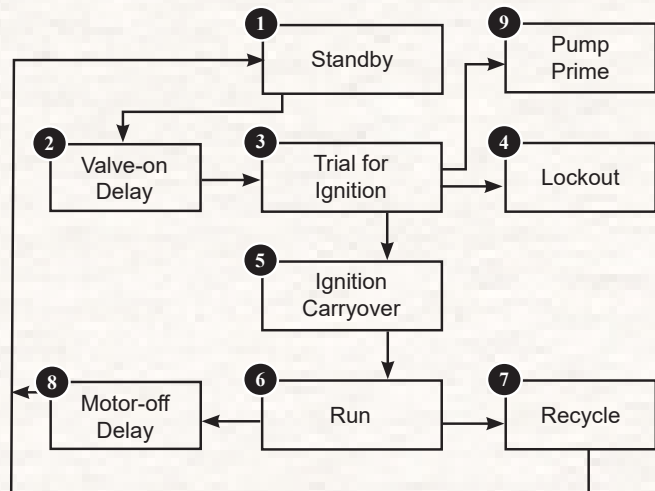 1
Standby
9
Pump
Prime
2
Valve-on
Delay
3
Trial for
Ignition
4
Lockout
5
Ignition
Carryover
8
Motor-off
Delay
6
Run
7
Recycle